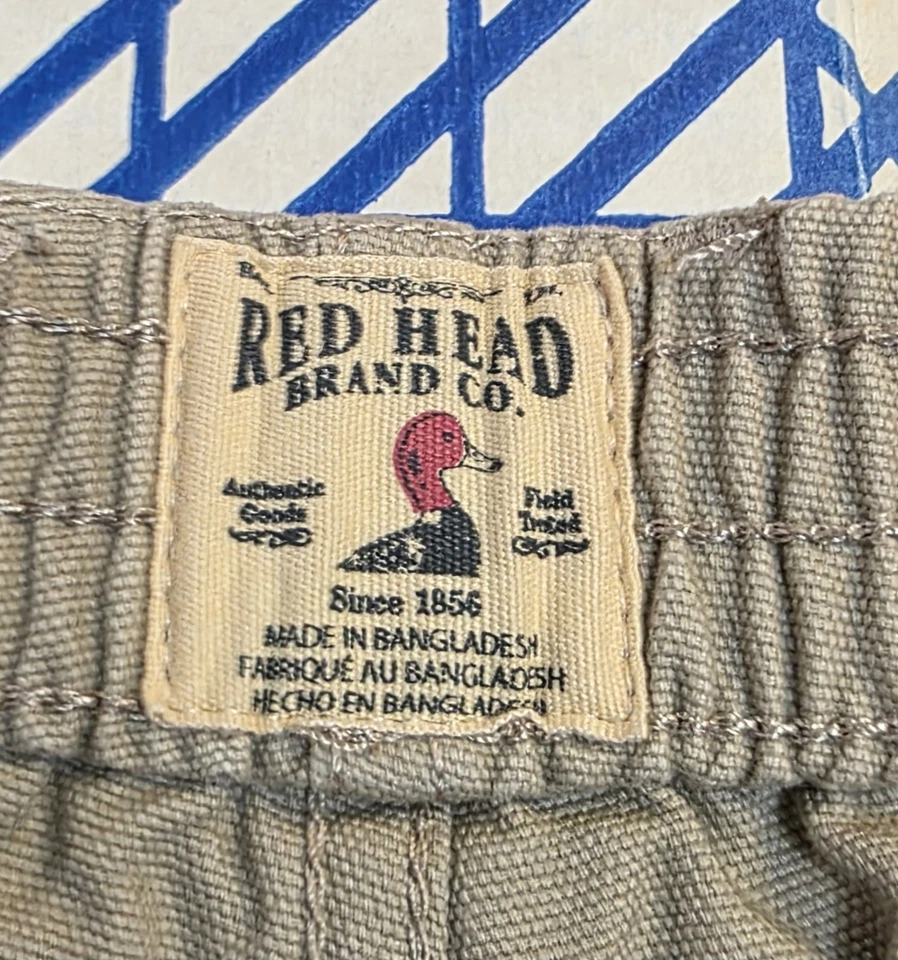 RED HEAD
BRAND CO.
Authentic
Goods
Field
Tested
Since 1856
MADE IN BANGLADESH
FABRIQUÉ AU BANGLADESH
HECHO EN BANGLADESH